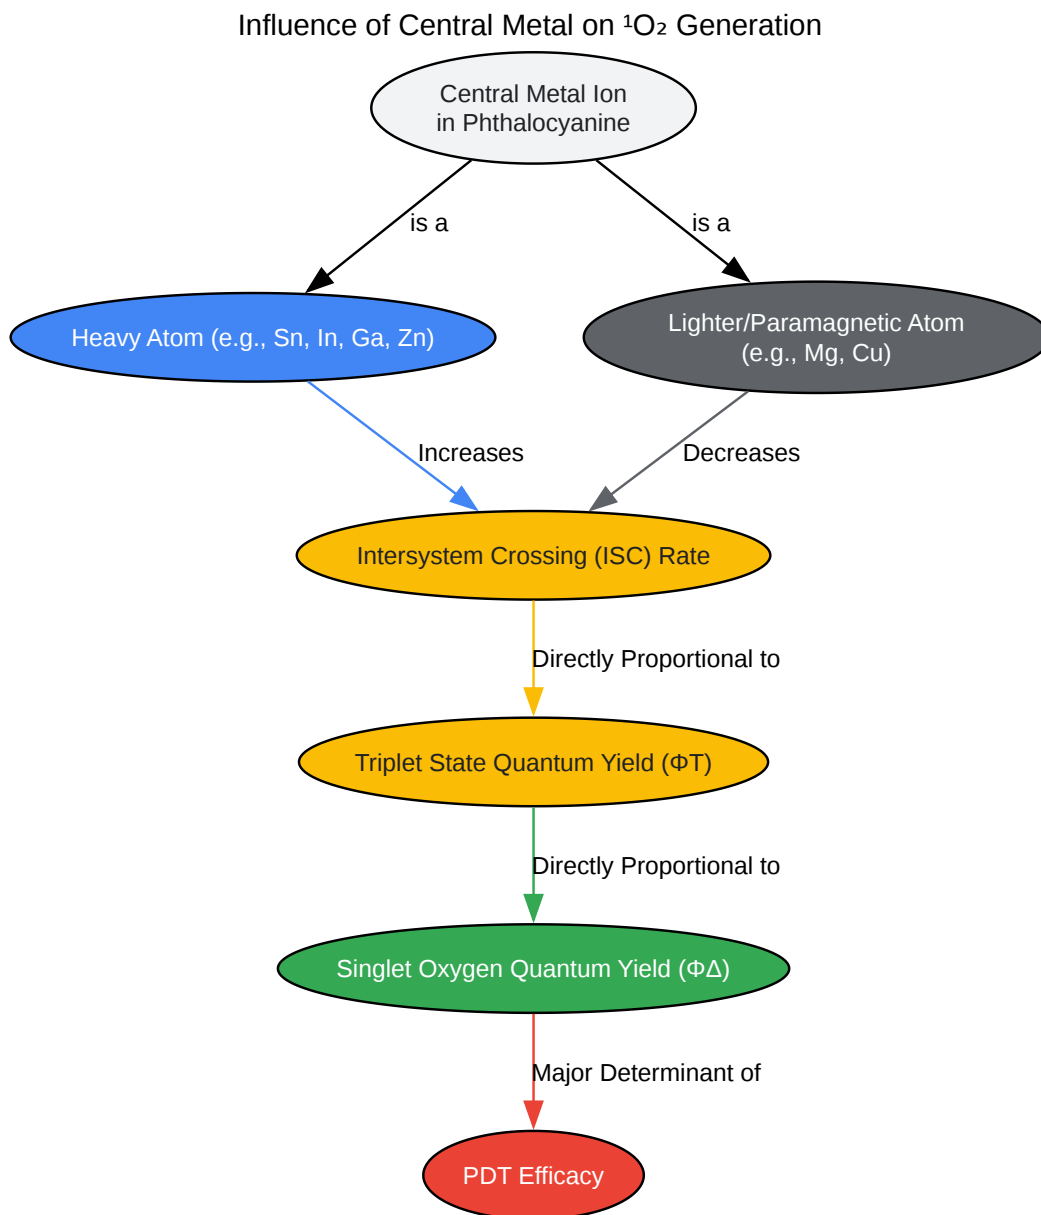 Influence of Central Metal on ¹O₂ Generation
Central Metal Ion
in Phthalocyanine
is a
is a
Heavy Atom (e.g., Sn, In, Ga, Zn)
Lighter/Paramagnetic Atom
(e.g., Mg, Cu)
Increases
Decreases
Intersystem Crossing (ISC) Rate
Directly Proportional to
Triplet State Quantum Yield (ΦT)
Directly Proportional to
Singlet Oxygen Quantum Yield (ΦΔ)
Major Determinant of
PDT Efficacy